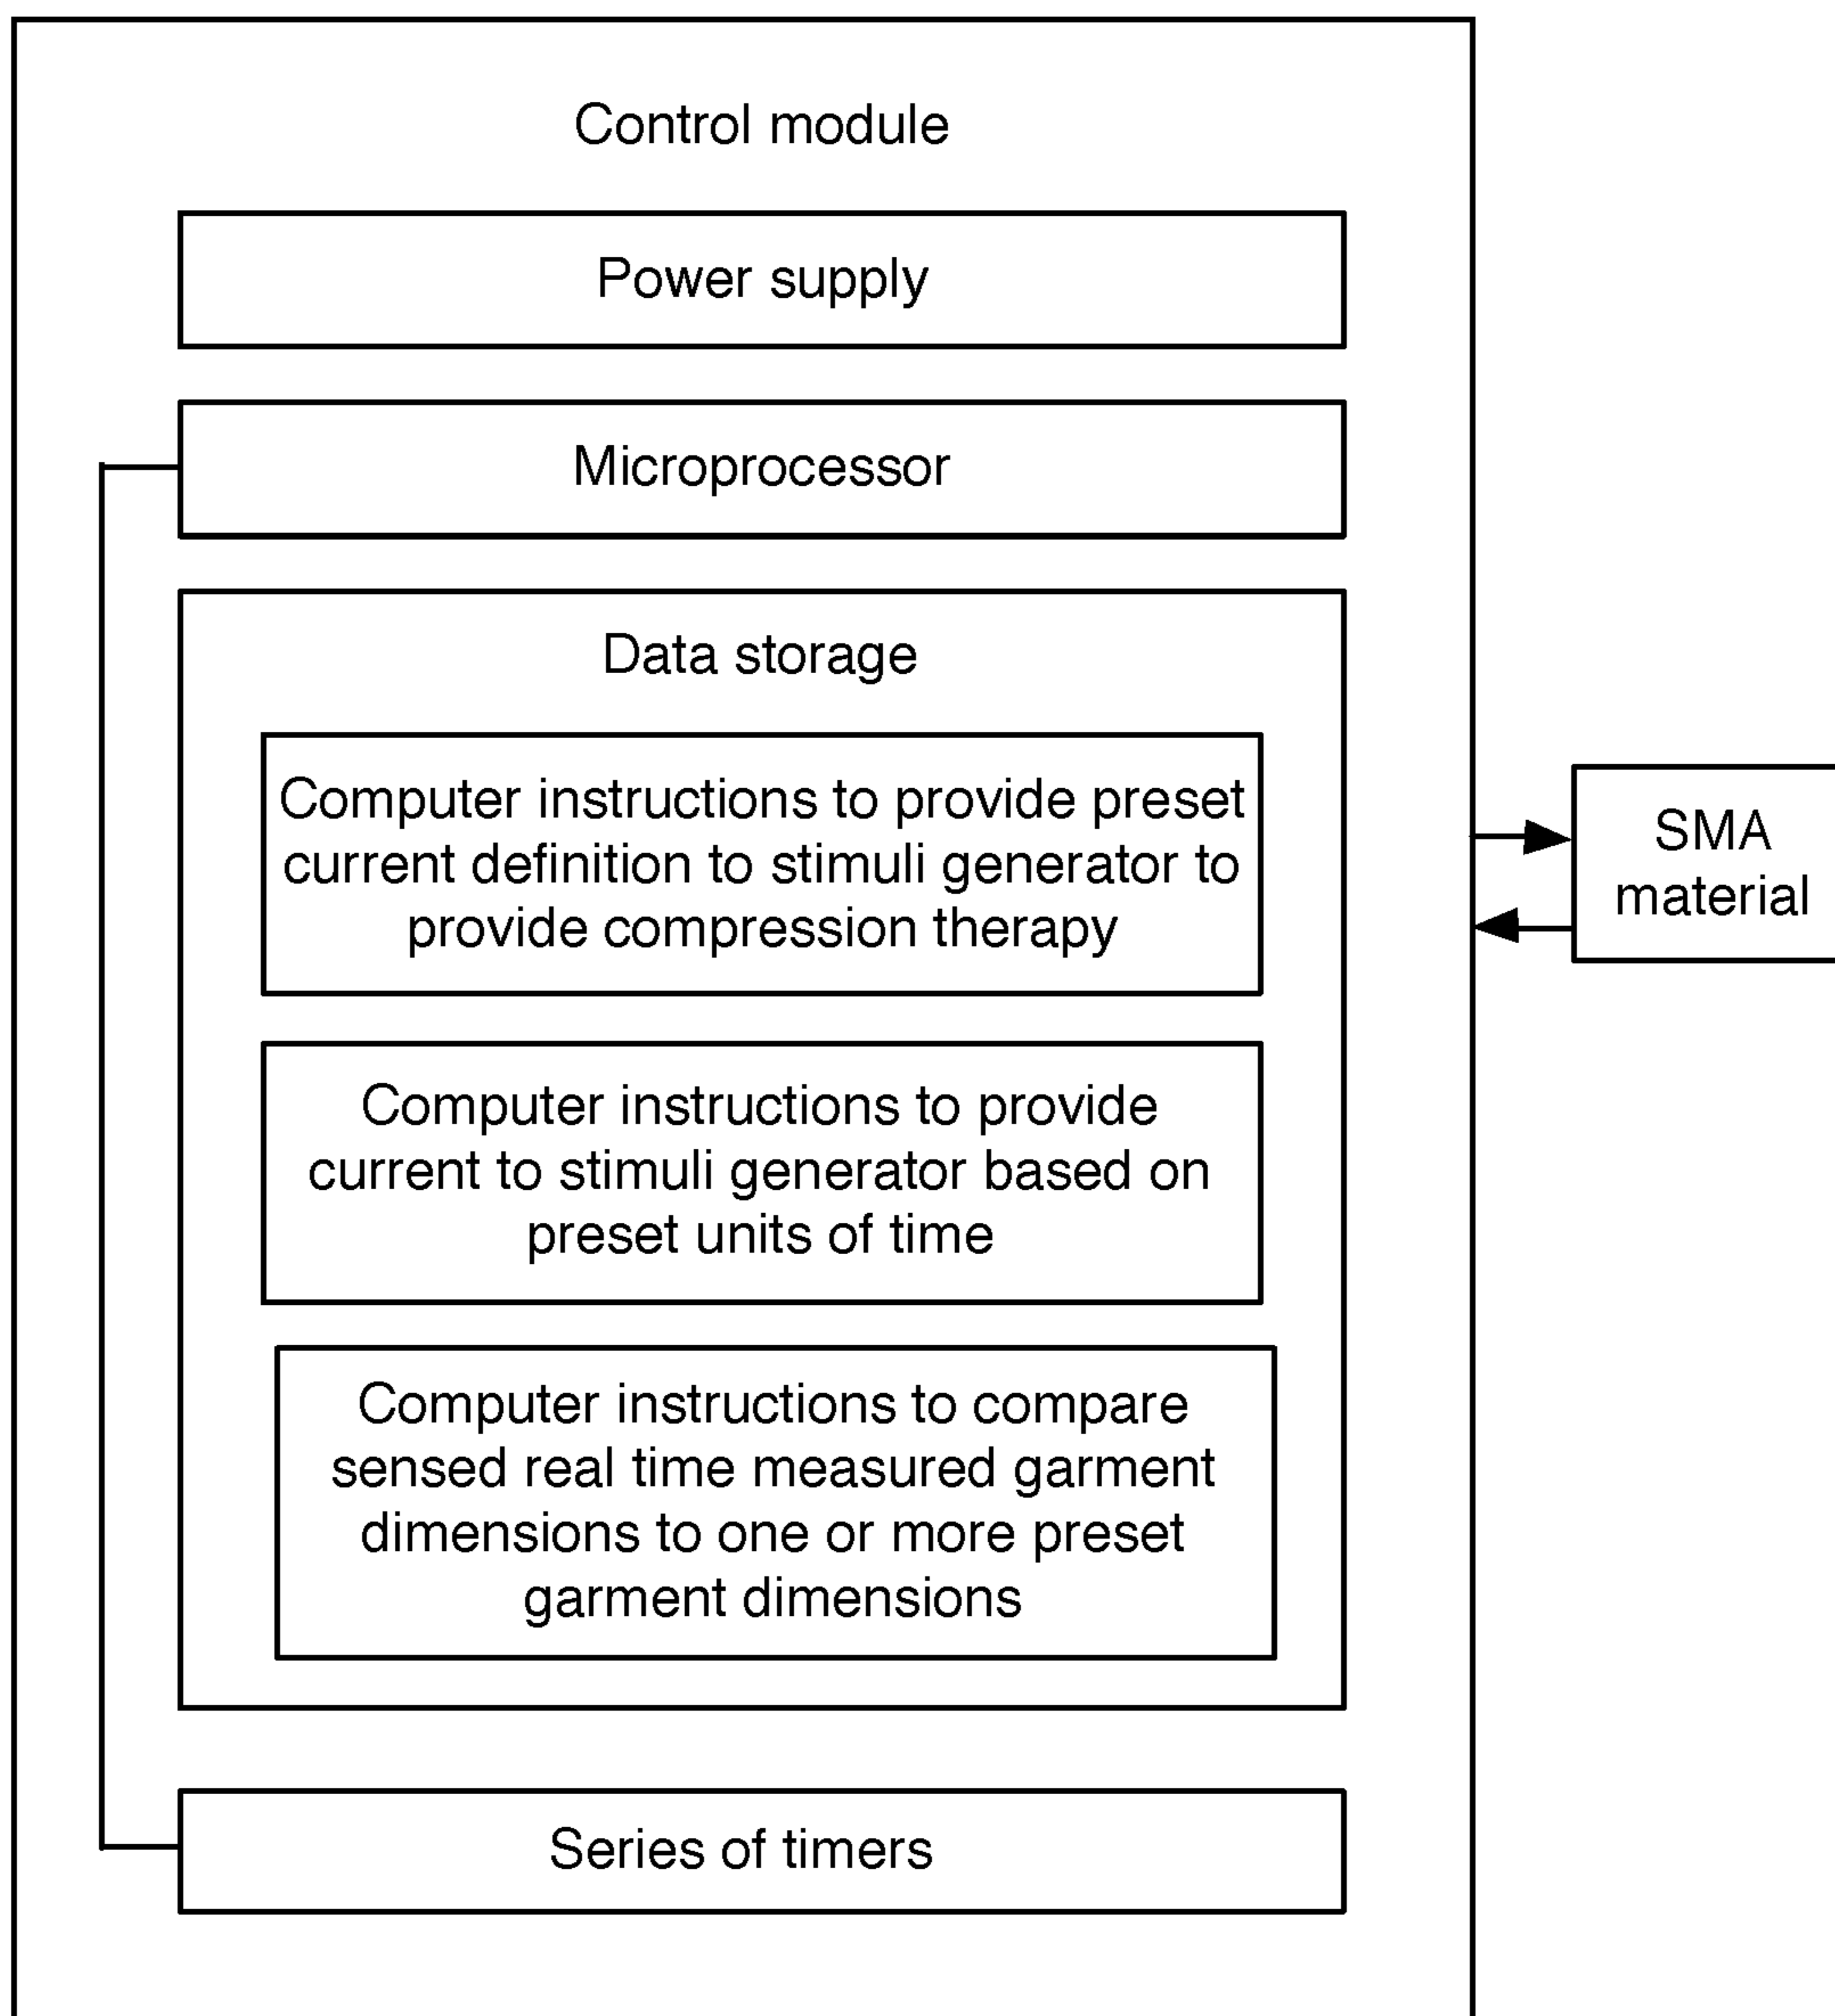 Control module
Power supply
Microprocessor
Data storage
Computer instructions to provide preset
current definition to stimuli generator to
provide compression therapy
Computer instructions to provide
current to stimuli generator based on
preset units of time
Computer instructions to compare
sensed real time measured garment
dimensions to one or more preset
garment dimensions
Series of timers
SMA
material